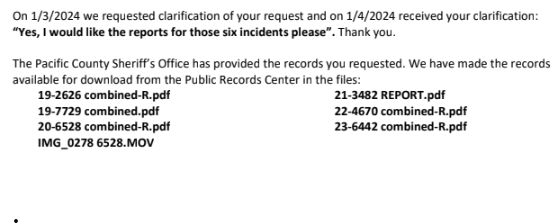 On 1/3/2024 we requested clarification of your request and on 1/4/2024 received your clarification:
"Yes, I would like the reports for those six incidents please". Thank you.
The Pacific County Sheriff's Office has provided the records you requested. We have made the records
available for download from the Public Records Center in the files:
19-2626 combined-R.pdf 21-3482 REPORT.pdf
19-7729 combined.pdf 22-4670 combined-R.pdf
20-6528 combined-R.pdf 23-6442 combined-R.pdf
IMG_0278 6528.MOV